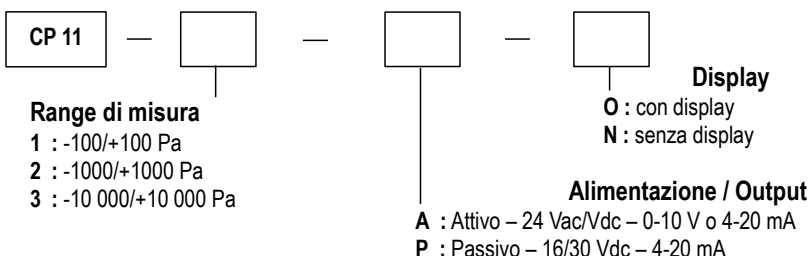 CP 11 — —  —
Range di misura
1 : -100/+100 Pa
2 : -1000/+1000 Pa
3 : -10 000/+10 000 Pa
Display
O : con display
N : senza display
Alimentazione / Output
A : Attivo – 24 Vac/Vdc – 0-10 V o 4-20 mA
P : Passivo – 16/30 Vdc – 4-20 mA